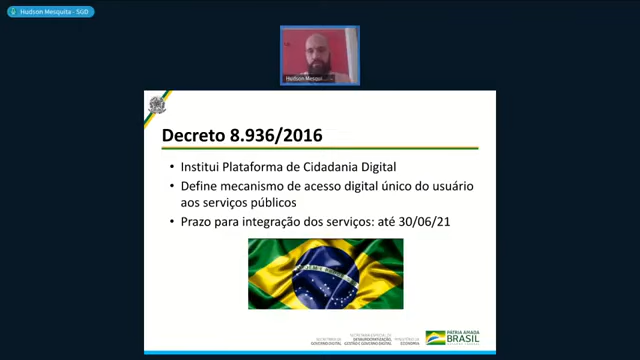 Hudson Mesquita - SGD
Hudson Mesqui
Decreto 8.936/2016
• Institui Plataforma de Cidadania Digital
• Define mecanismo de acesso digital único do usuário
aos serviços públicos
• Prazo para integração dos serviços: até 30/06/21
SECRETARIA DE
GOVERNO DIGITAL
SECRETARIA ESPECIAL DE
DESBUROCRATIZAÇÃO,
GESTÃO E GOVERNO DIGITAL
MINISTÉRIO DA
ECONOMIA
PÁTRIA AMADA
BRASIL